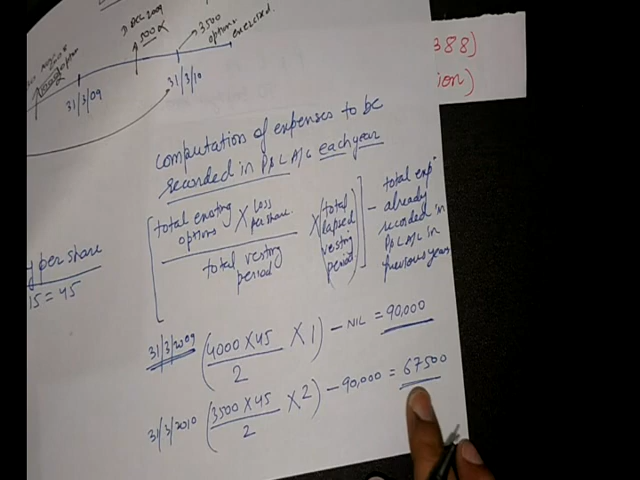 31 DEC 2009
500 X
3500
options
exercised.
31/3/09
31/3/10
388)
ion)
computation of expenses to be
recorded in P&L A/c each year
total existing
options
X
Loss
per share
total vesting
period
X
(total
lapsed
vesting
period)
-
total exp
already
recorded in
P&L A/c in
previous years
y per share
15 = 45
31/3/2009 (4000 X 45 / 2 X 1) - NIL = 90,000
31/3/2010 (3500 X 45 / 2 X 2) - 90,000 = 67500